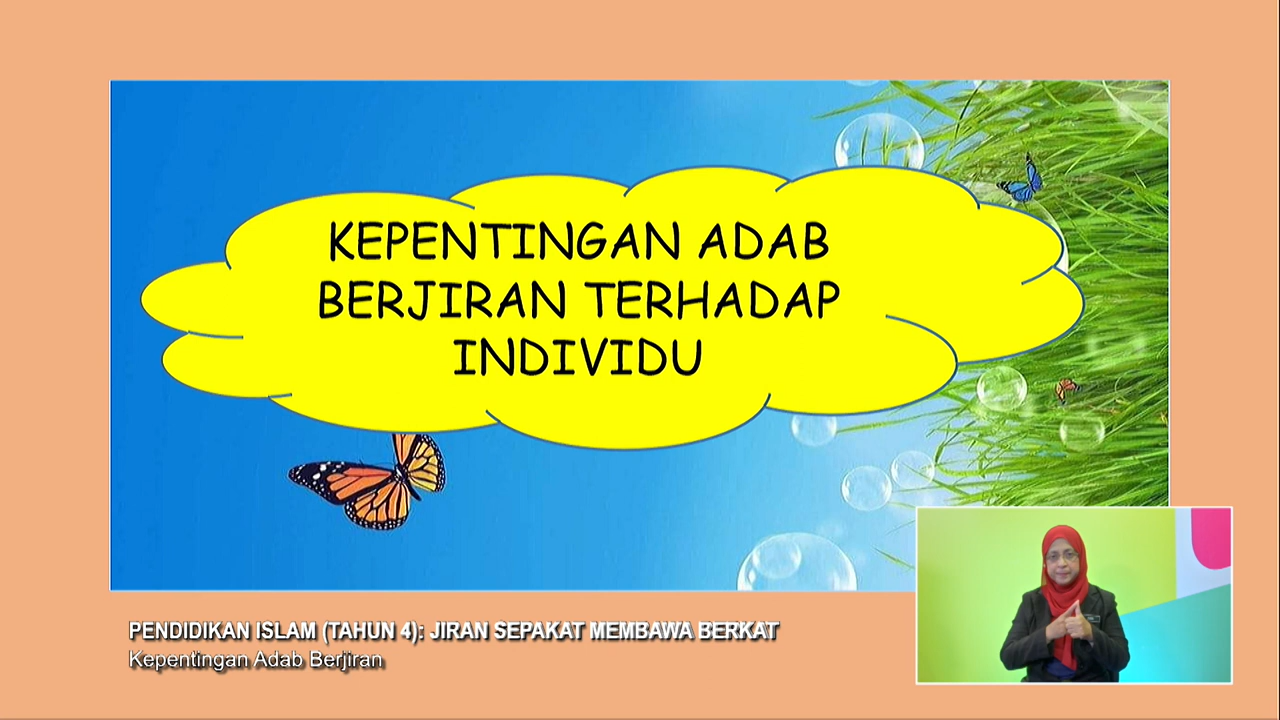 KEPENTINGAN ADAB
BERJIRAN TERHADAP
INDIVIDU
PENDIDIKAN ISLAM (TAHUN 4): JIRAN SEPAKAT MEMBAWA BERKAT
Kepentingan Adab Berjiran